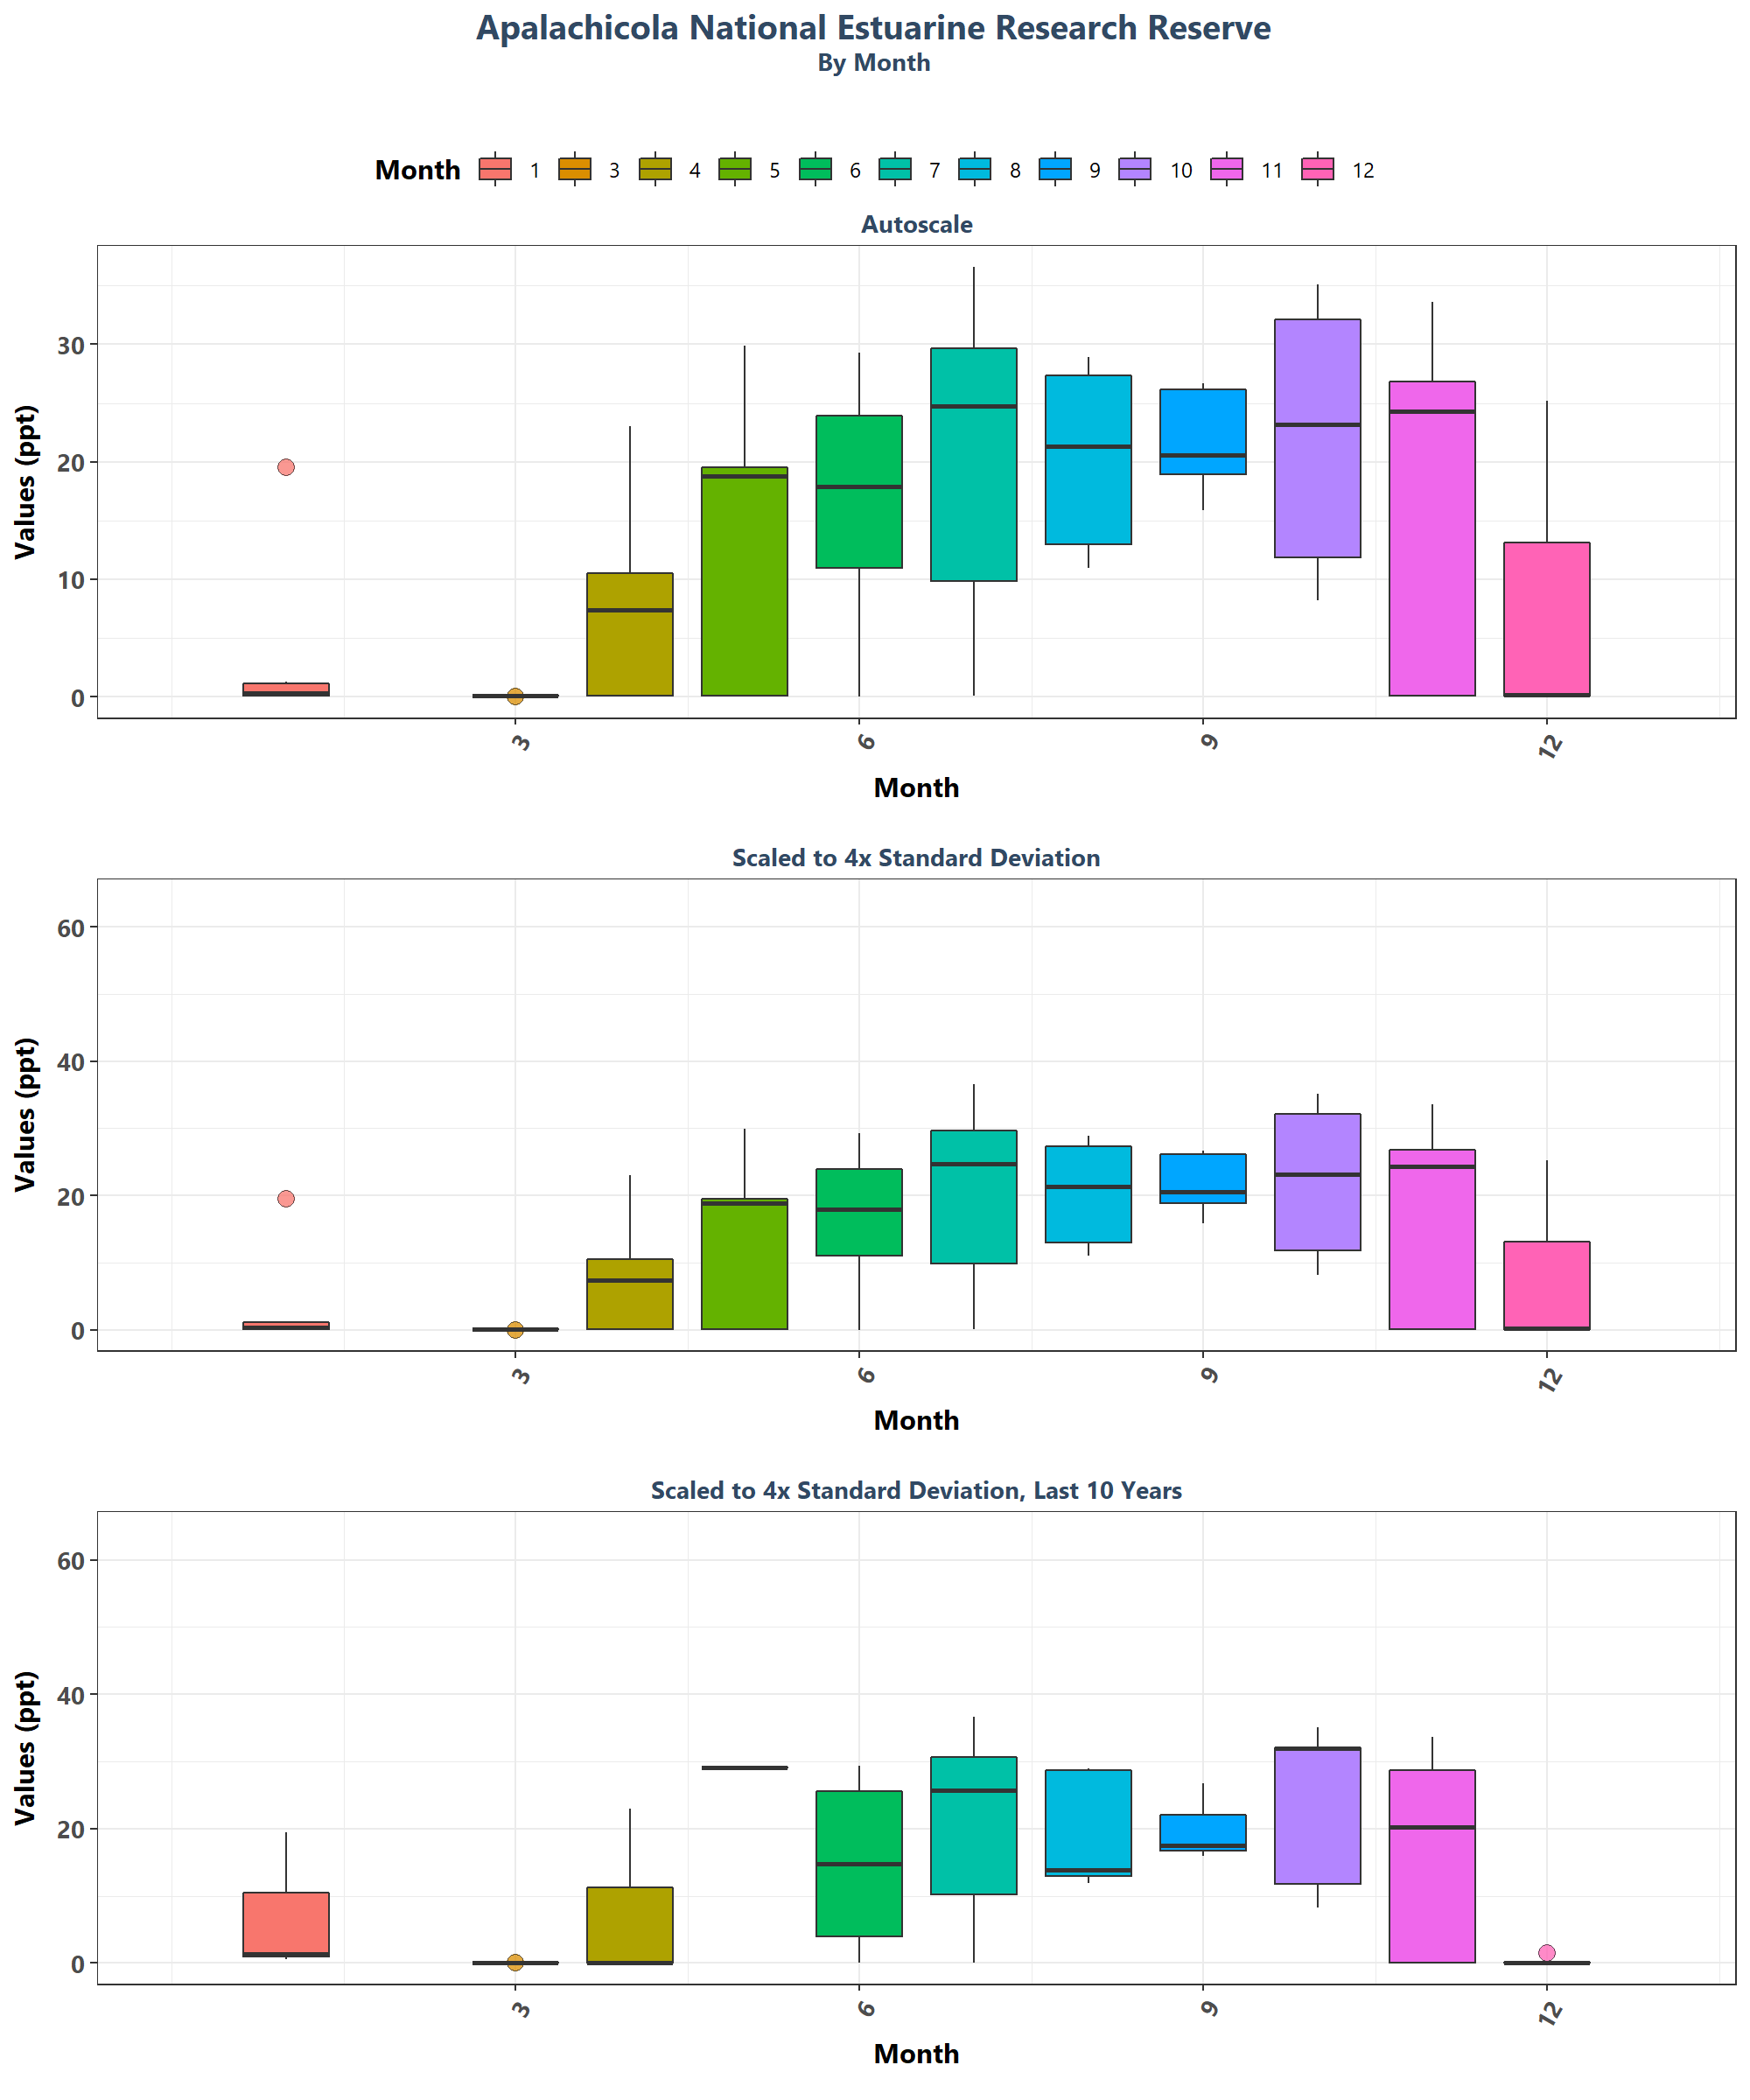 Apalachicola National Estuarine Research Reserve
By Month
Month 1 3 4 5 6 7 8 9 10 11 12
Autoscale
Values (ppt)
30
20
10
0
3 6 9 12
Month
Scaled to 4x Standard Deviation
Values (ppt)
60
40
20
0
3 6 9 12
Month
Scaled to 4x Standard Deviation, Last 10 Years
Values (ppt)
60
40
20
0
3 6 9 12
Month